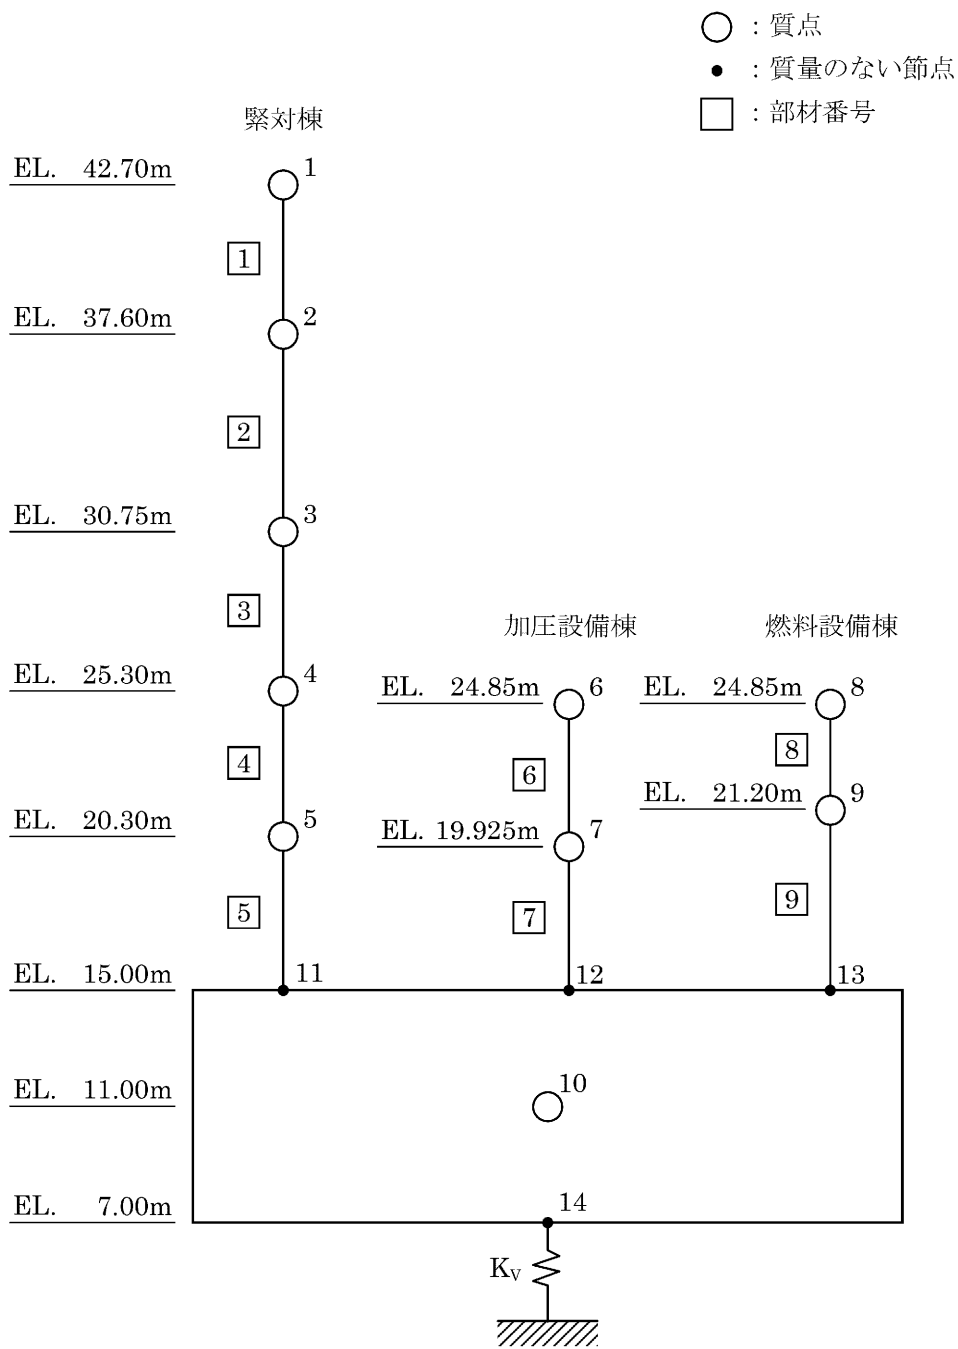 : 質点
: 質量のない節点
: 部材番号
緊対棟
EL. 42.70m
1
1
EL. 37.60m
2
2
EL. 30.75m
3
3
加圧設備棟
燃料設備棟
EL. 25.30m
4
EL. 24.85m
6
EL. 24.85m
8
4
6
8
EL. 21.20m
9
EL. 20.30m
5
EL. 19.925m
7
5
7
9
EL. 15.00m
11
12
13
EL. 11.00m
10
EL. 7.00m
14
Kv